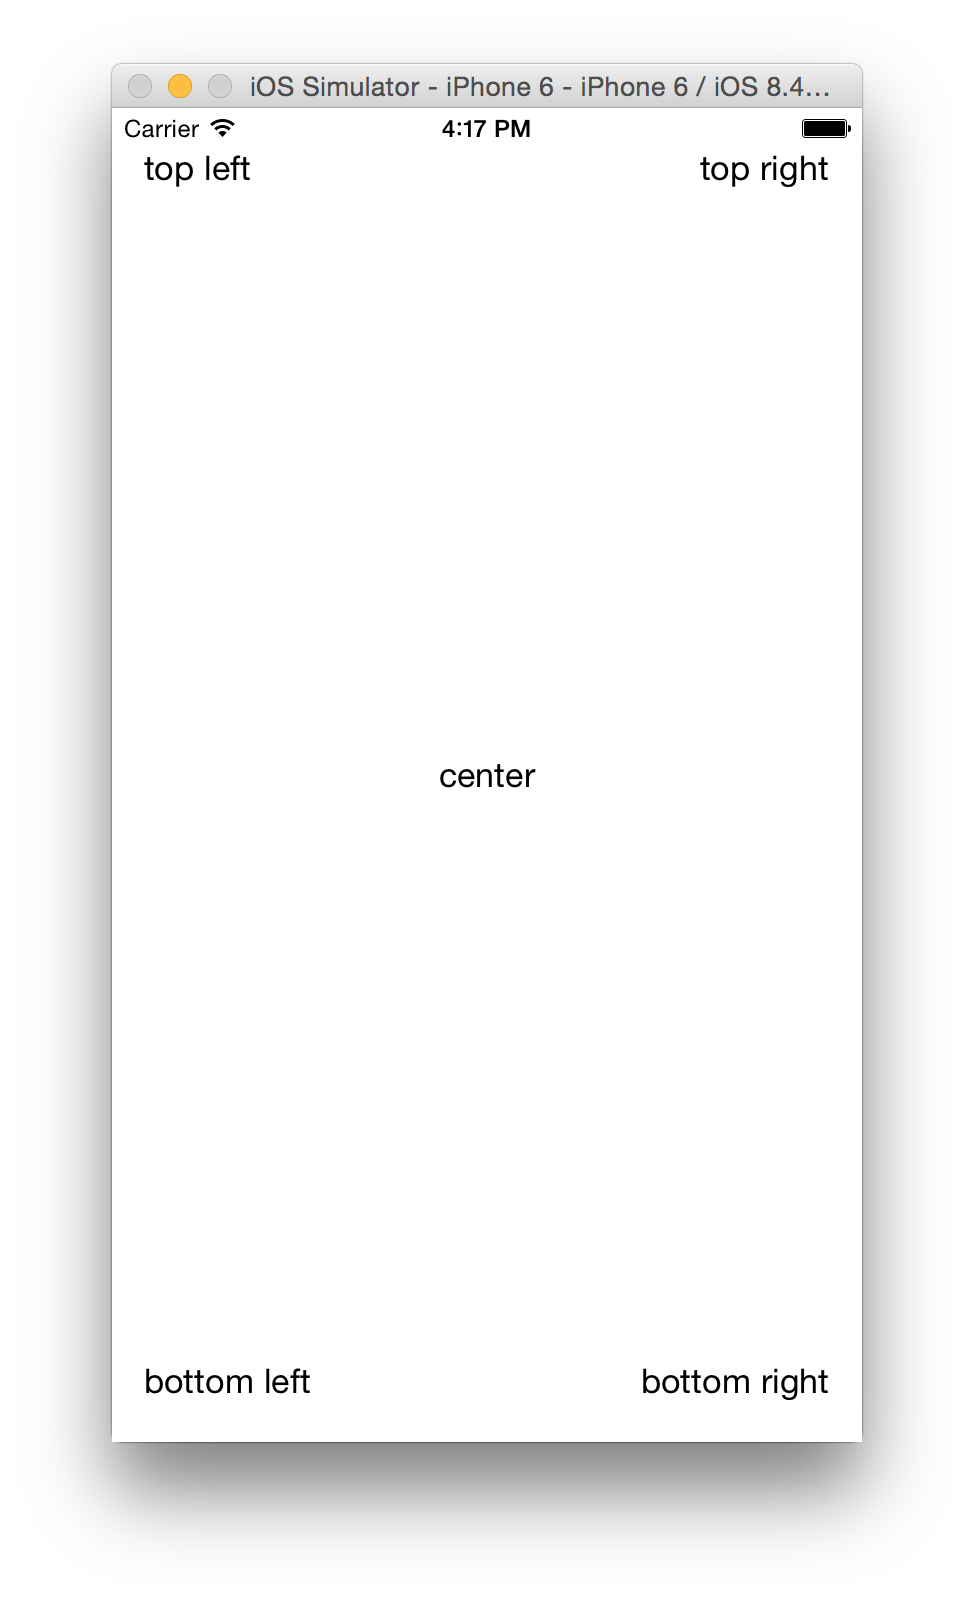 iOS Simulator - iPhone 6 - iPhone 6 / iOS 8.4...
Carrier 4:17 PM
top left top right
center
bottom left bottom right